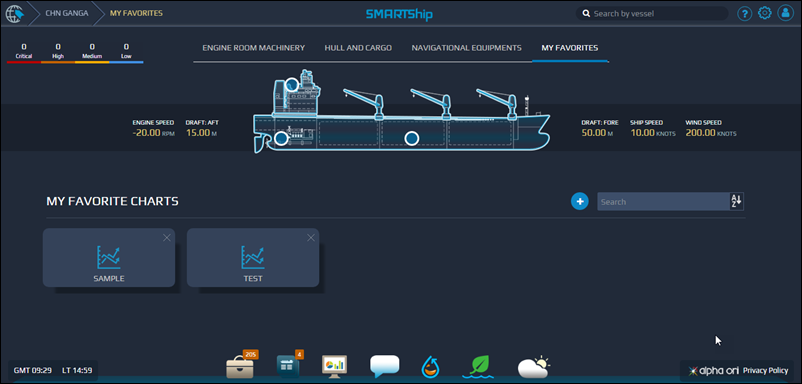 CHN GANGA MY FAVORITES
SMARTShip
Search by vessel
?
0 0 0 0
Critical High Medium Low
ENGINE ROOM MACHINERY HULL AND CARGO NAVIGATIONAL EQUIPMENTS MY FAVORITES
ENGINE SPEED DRAFT: AFT DRAFT: FORE SHIP SPEED WIND SPEED
-20.00 RPM 15.00 M 50.00 M 10.00 KNOTS 200.00 KNOTS
MY FAVORITE CHARTS
Search
A
Z
SAMPLE TEST
205 4
GMT 09:29 LT 14:59
alpha ori Privacy Policy